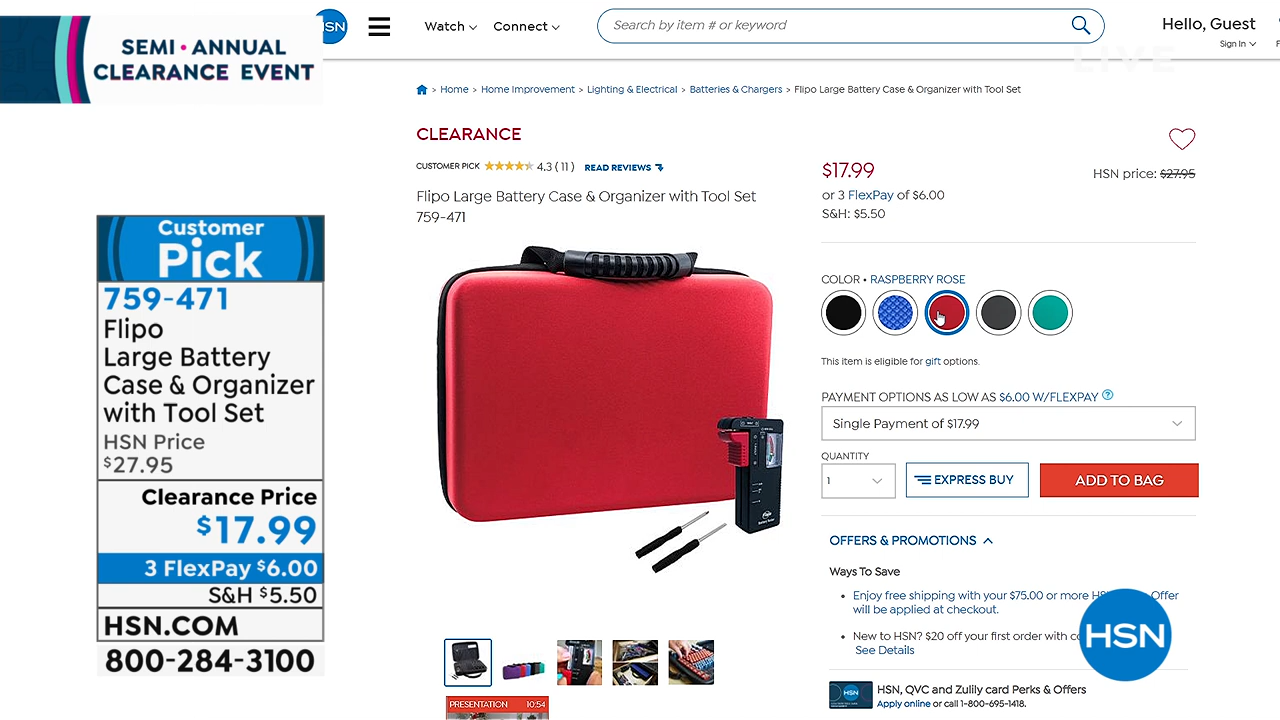 SEMI • ANNUAL
CLEARANCE EVENT
Customer
Pick
759-471
Flipo
Large Battery
Case & Organizer
with Tool Set
HSN Price
$27.95
Clearance Price
$17.99
3 FlexPay $6.00
S&H $5.50
HSN.COM
800-284-3100
Watch Connect
Search by item # or keyword
Hello, Guest
Sign In
LIVE
> Home > Home Improvement > Lighting & Electrical > Batteries & Chargers > Flipo Large Battery Case & Organizer with Tool Set
CLEARANCE
CUSTOMER PICK 4.3 (11) READ REVIEWS
Flipo Large Battery Case & Organizer with Tool Set
759-471
$17.99 HSN price: $27.95
or 3 FlexPay of $6.00
S&H: $5.50
COLOR • RASPBERRY ROSE
This item is eligible for gift options.
PAYMENT OPTIONS AS LOW AS $6.00 W/FLEXPAY ?
Single Payment of $17.99
QUANTITY
1 EXPRESS BUY ADD TO BAG
OFFERS & PROMOTIONS
Ways To Save
Enjoy free shipping with your $75.00 or more Offer
will be applied at checkout.
New to HSN? $20 off your first order with
See Details
HSN
HSN, QVC and Zulily card Perks & Offers
Apply online or call 1-800-695-1418.
PRESENTATION 10:54